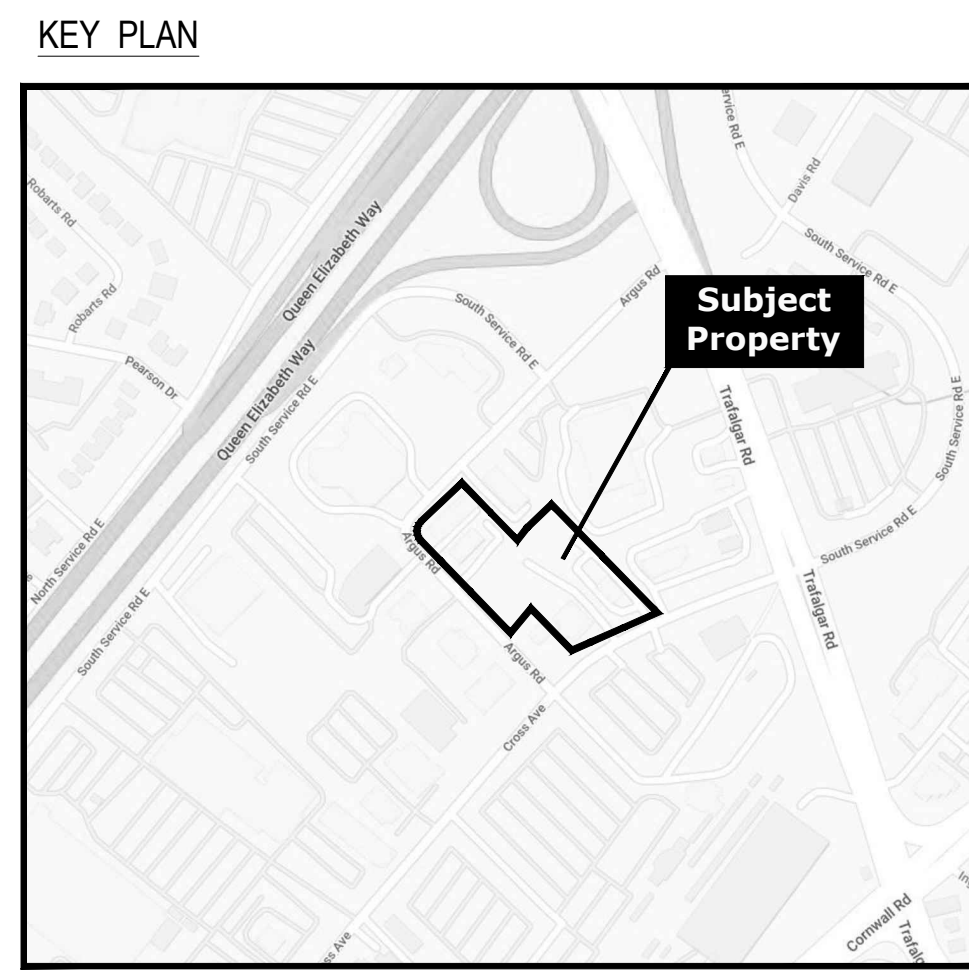 KEY PLAN
Robarts Rd
Robarts Rd
Pearson Dr
Queen Elizabeth Way
Queen Elizabeth Way
South Service Rd E
North Service Rd E
South Service Rd E
South Service Rd E
Argus Rd
Davis Rd
South Service Rd E
Subject
Property
Trafalgar Rd
South Service Rd E
South Service Rd E
Trafalgar Rd
Argus Rd
Argus Rd
Cross Ave
Cornwall Rd